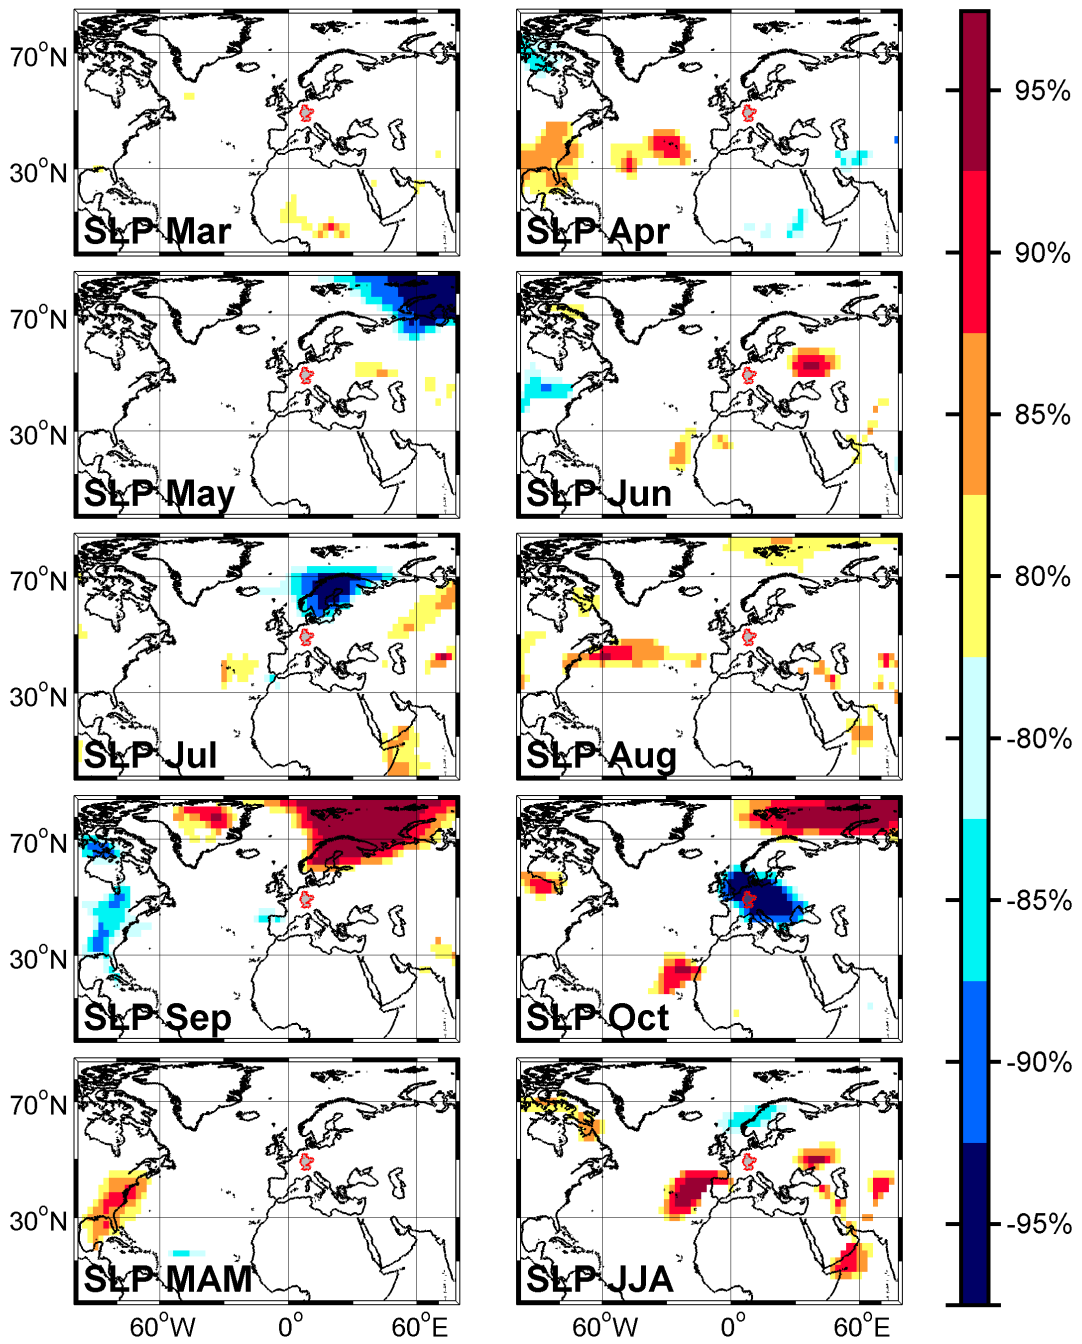 70°N
30°N
SLP Mar
SLP Apr
95%
90%
70°N
30°N
SLP May
SLP Jun
85%
80%
70°N
30°N
SLP Jul
SLP Aug
-80%
-85%
70°N
30°N
SLP Sep
SLP Oct
-90%
-95%
70°N
30°N
SLP MAM
SLP JJA
60°W
0°
60°E
60°W
0°
60°E